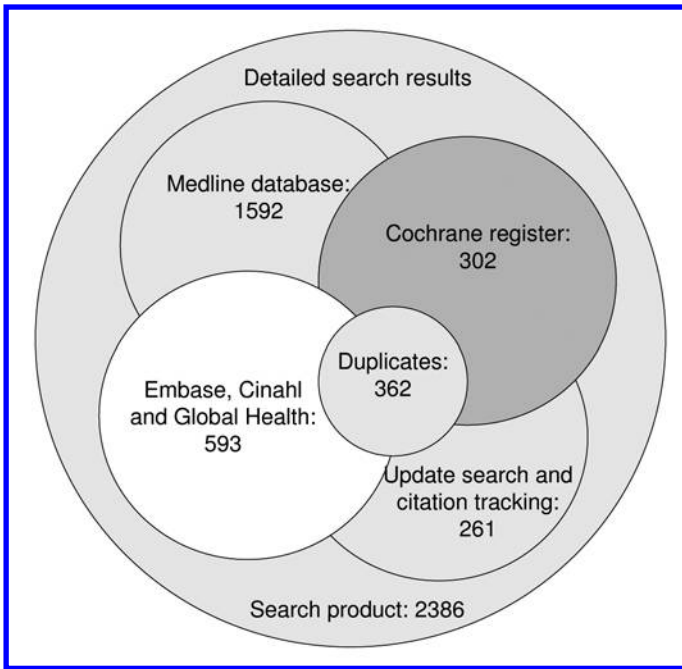 Detailed search results
Medline database:
1592
Cochrane register:
302
Duplicates:
362
Embase, Cinahl
and Global Health:
593
Update search and
citation tracking:
261
Search product: 2386